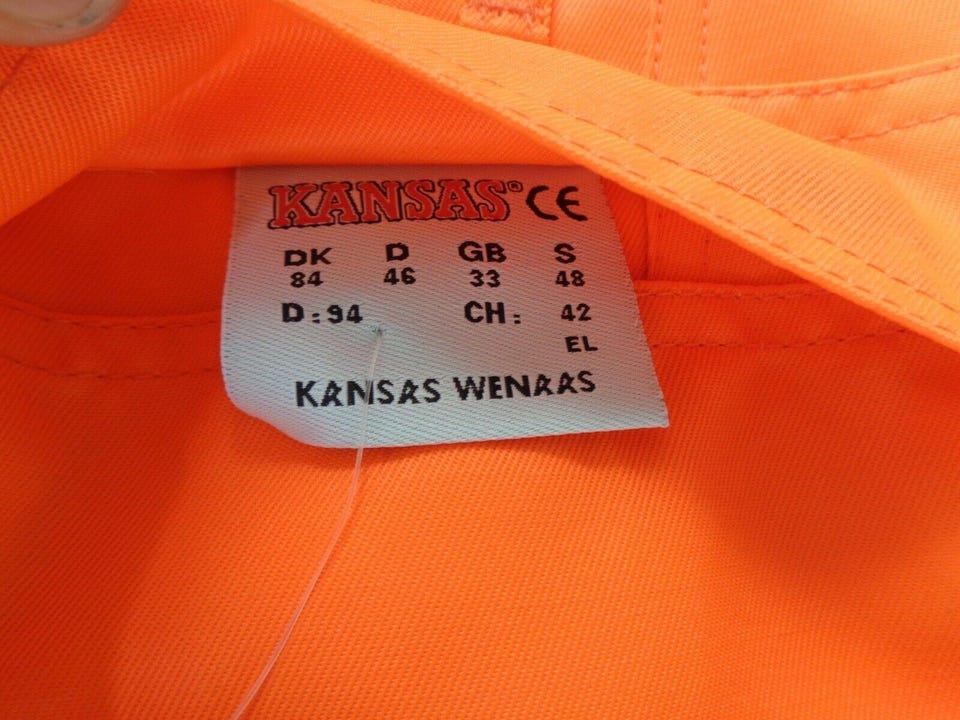 KANSAS® CE
DK D GB S
84 46 33 48
D:94 CH: 42
EL
KANSAS WENAAS